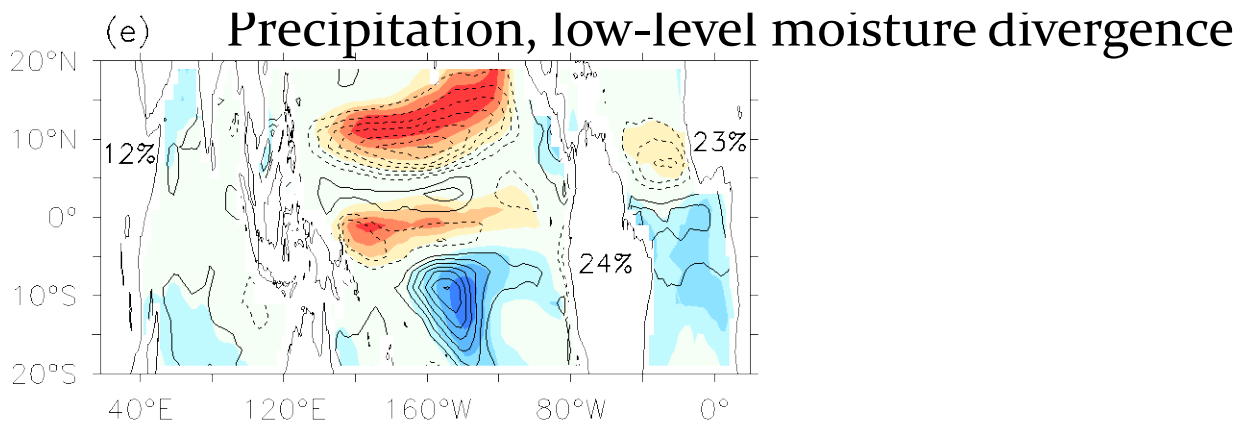 (e) Precipitation, low-level moisture divergence
20°N
10°N
12%
23%
0°
24%
10°S
20°S
40°E 120°E 160°W 80°W 0°